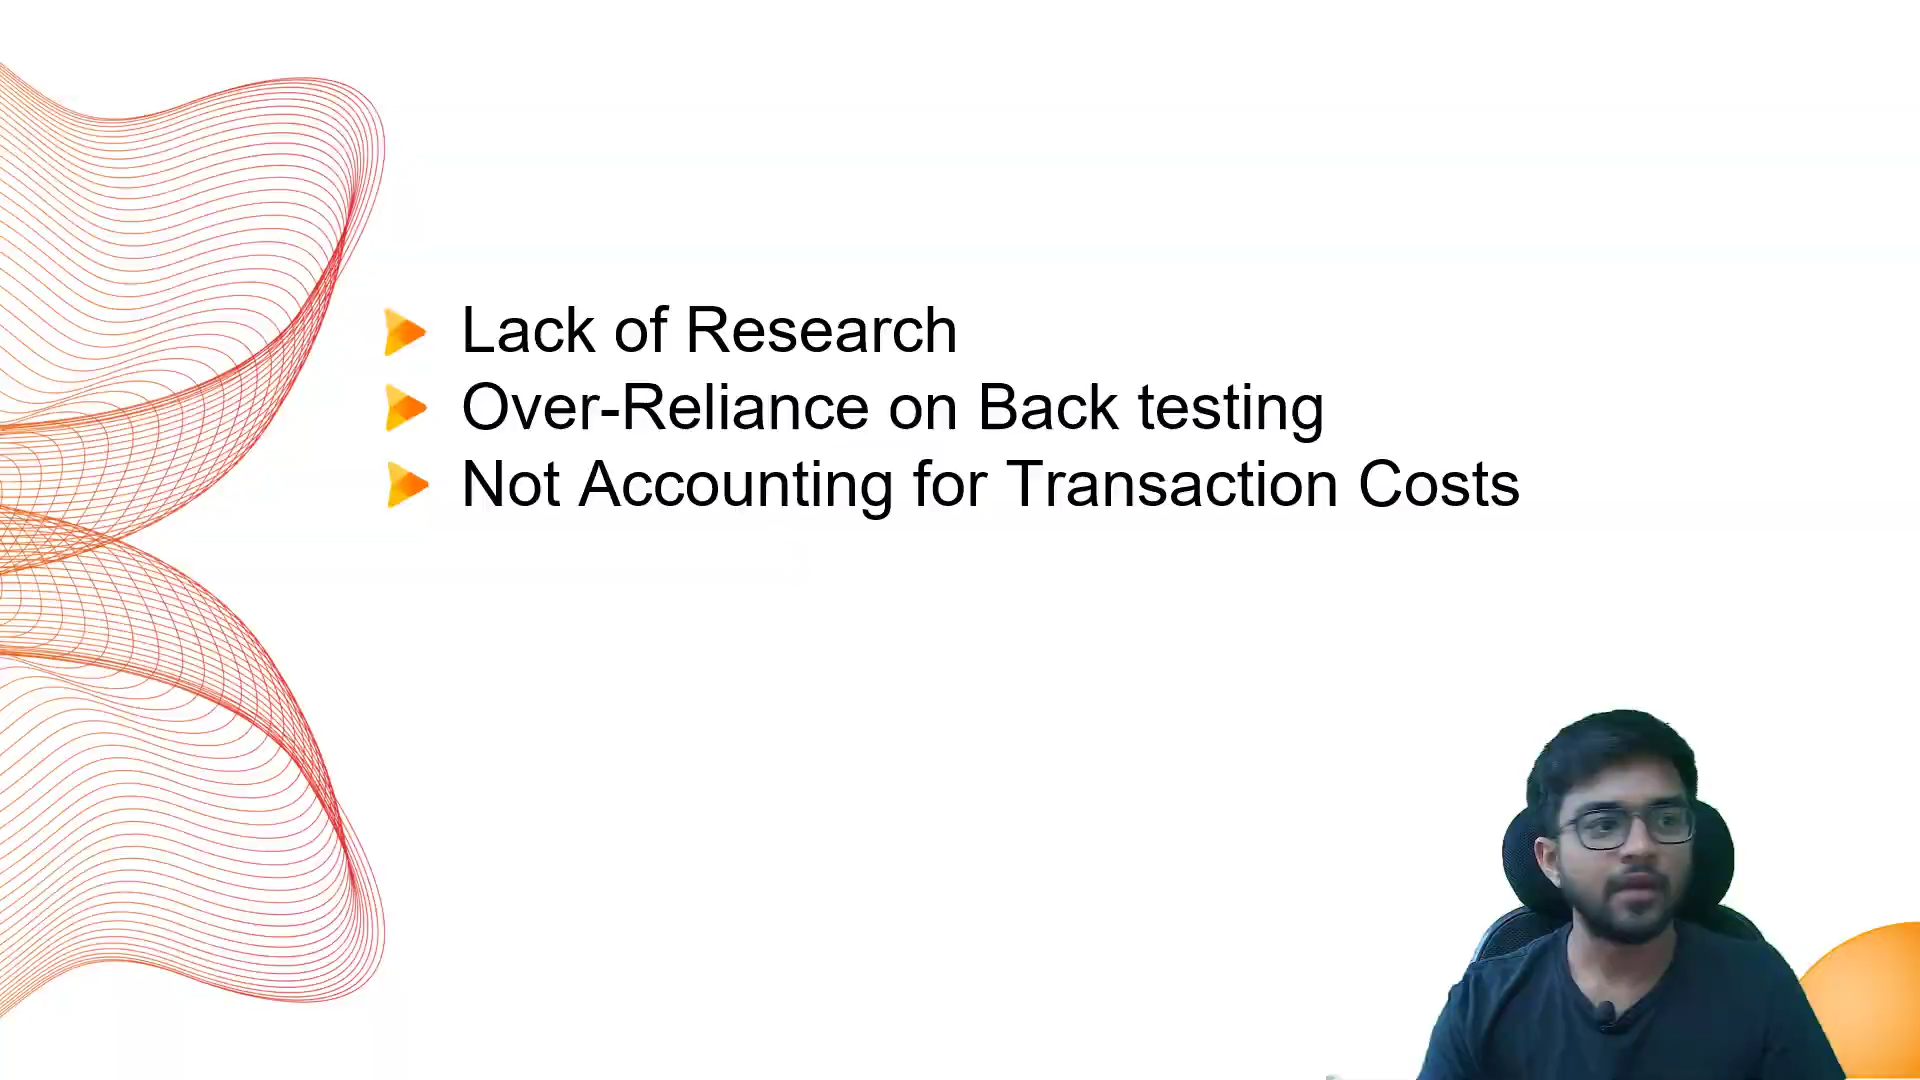 Lack of Research
Over-Reliance on Back testing
Not Accounting for Transaction Costs